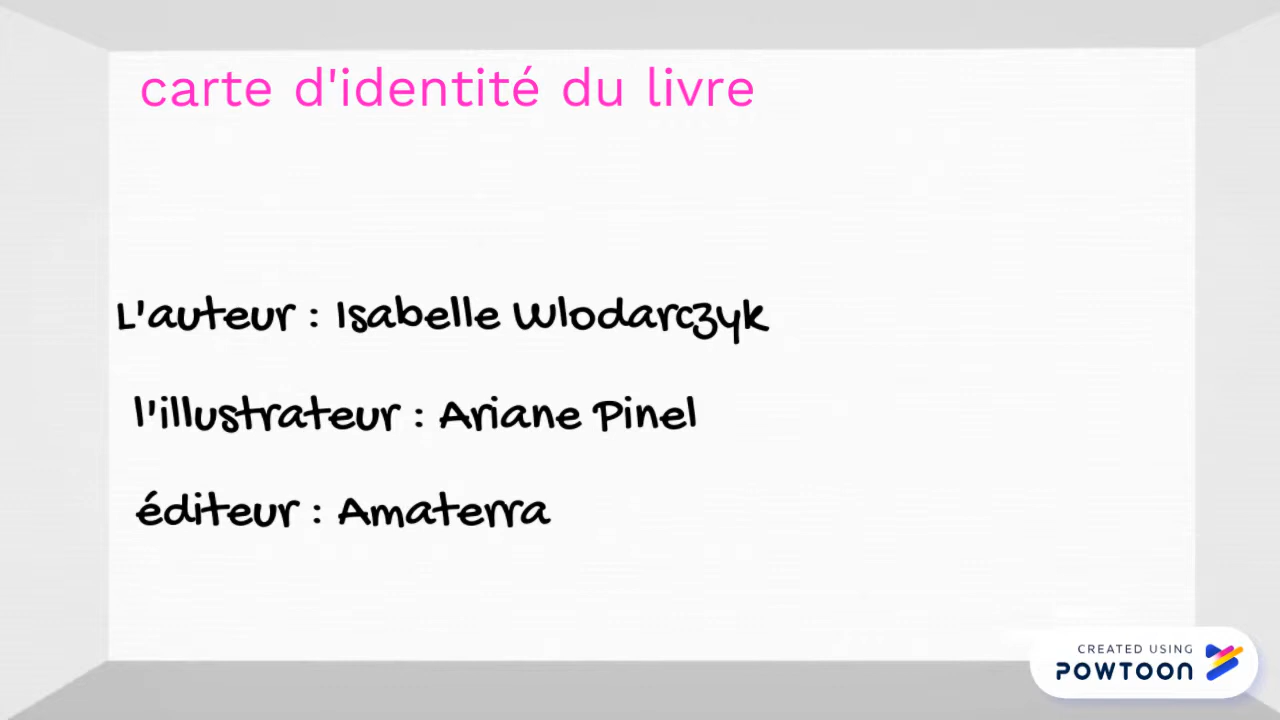 carte d'identité du livre
L'auteur : Isabelle Wlodarczyk
l'illustrateur : Ariane Pinel
éditeur : Amaterra
CREATED USING
POWTOON